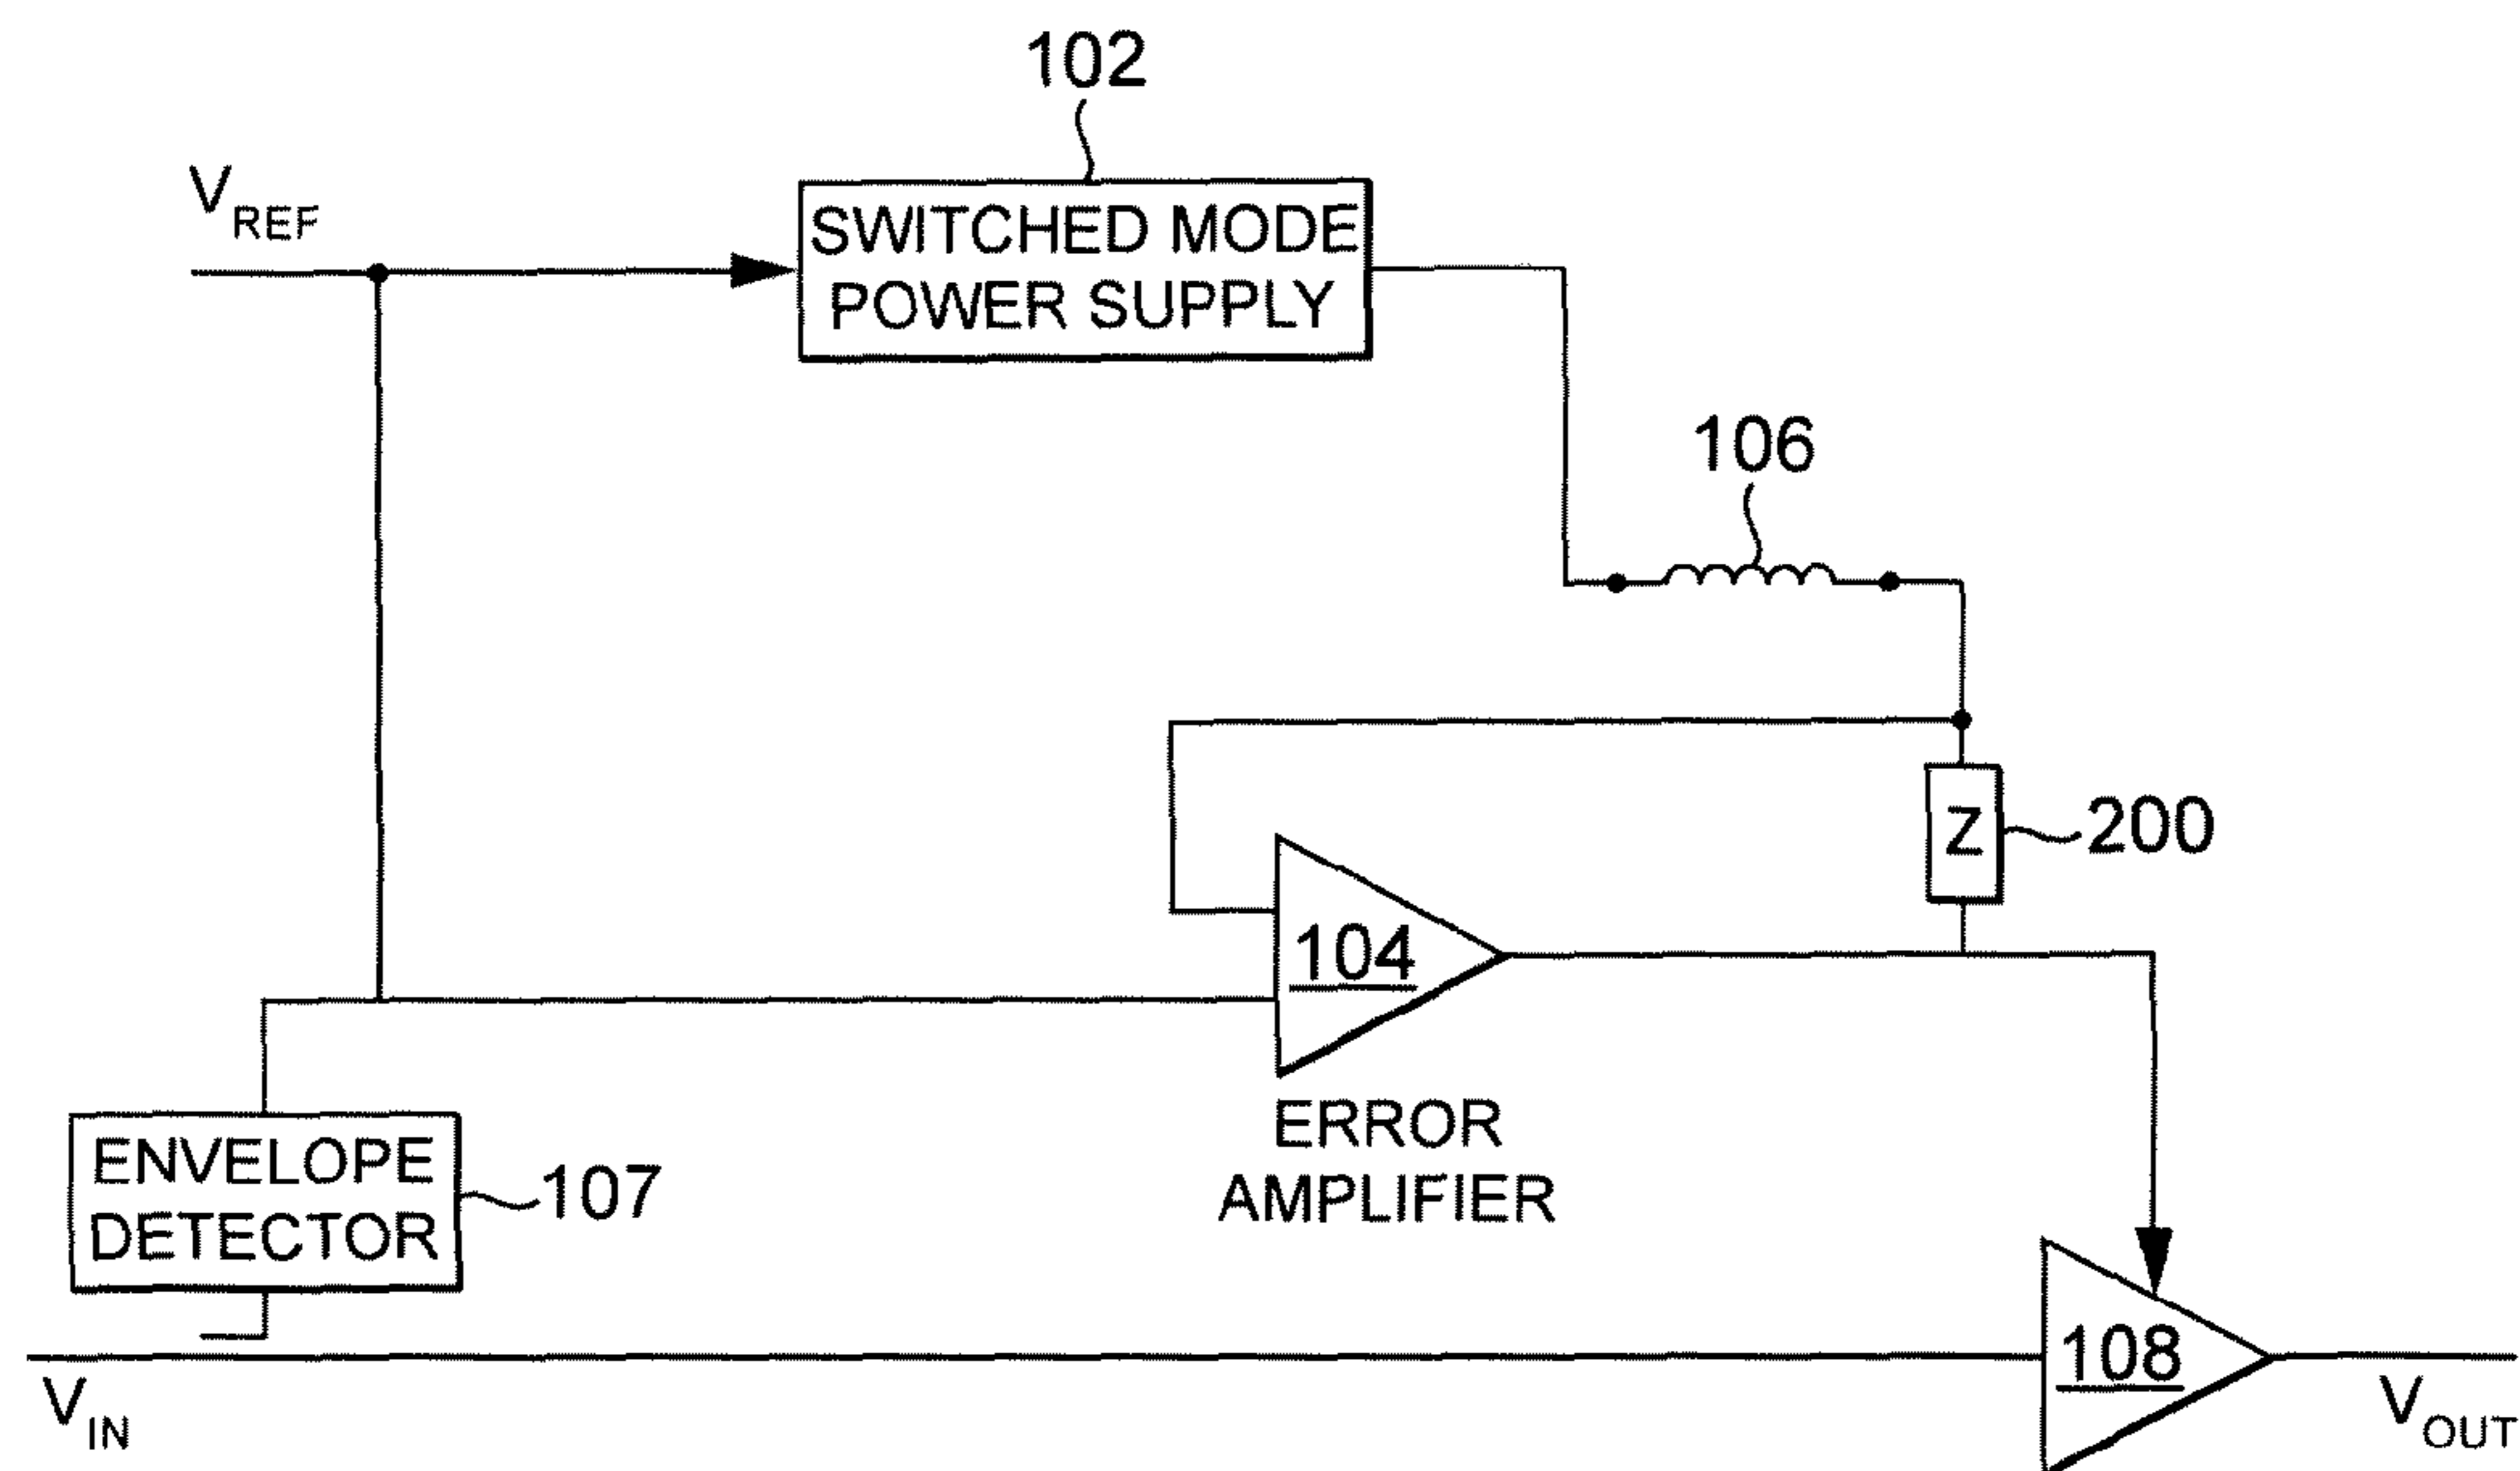 102
VREF
SWITCHED MODE
POWER SUPPLY
106
Z
200
104
ERROR
AMPLIFIER
ENVELOPE
DETECTOR
107
108
VIN
VOUT